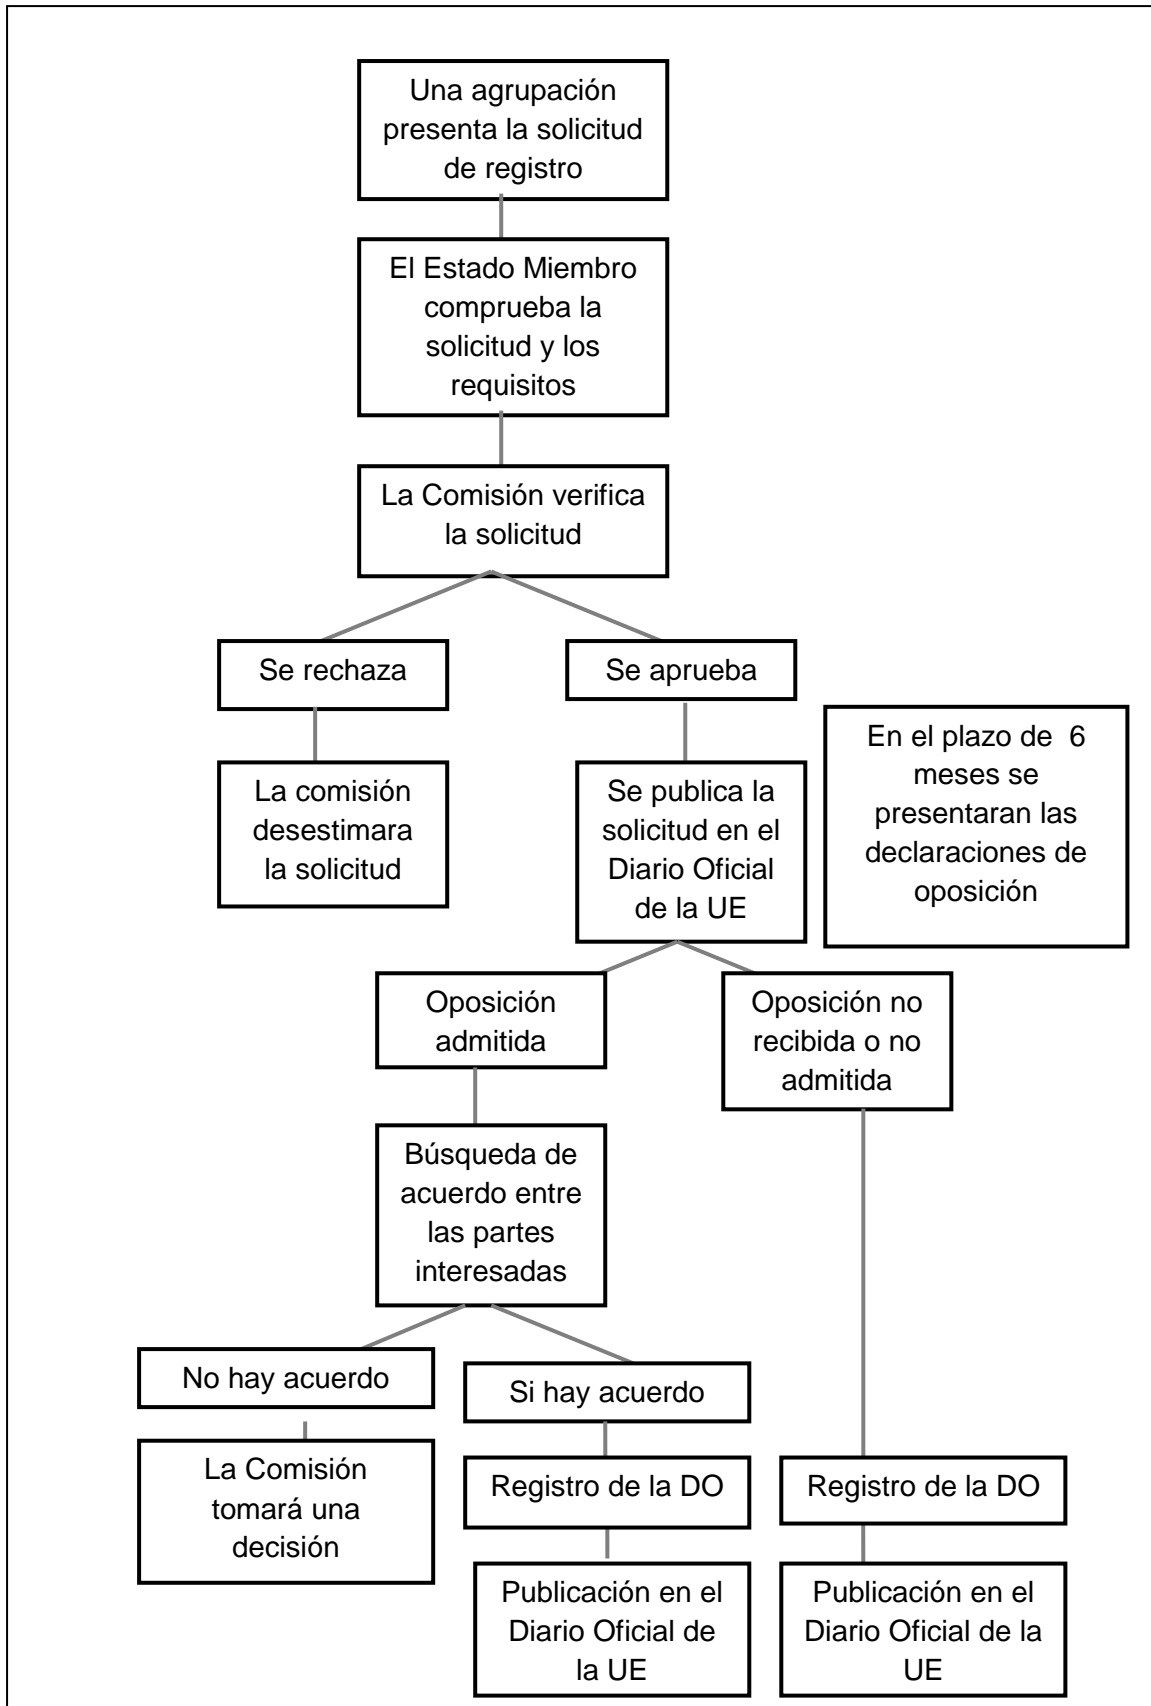 Una agrupación
presenta la solicitud
de registro
El Estado Miembro
comprueba la
solicitud y los
requisitos
La Comisión verifica
la solicitud
Se rechaza
Se aprueba
La comisión
desestimara
la solicitud
Se publica la
solicitud en el
Diario Oficial
de la UE
En el plazo de  6
meses se
presentaran las
declaraciones de
oposición
Oposición
admitida
Oposición no
recibida o no
admitida
Búsqueda de
acuerdo entre
las partes
interesadas
No hay acuerdo
Si hay acuerdo
La Comisión
tomará una
decisión
Registro de la DO
Registro de la DO
Publicación en el
Diario Oficial de
la UE
Publicación en el
Diario Oficial de la
UE